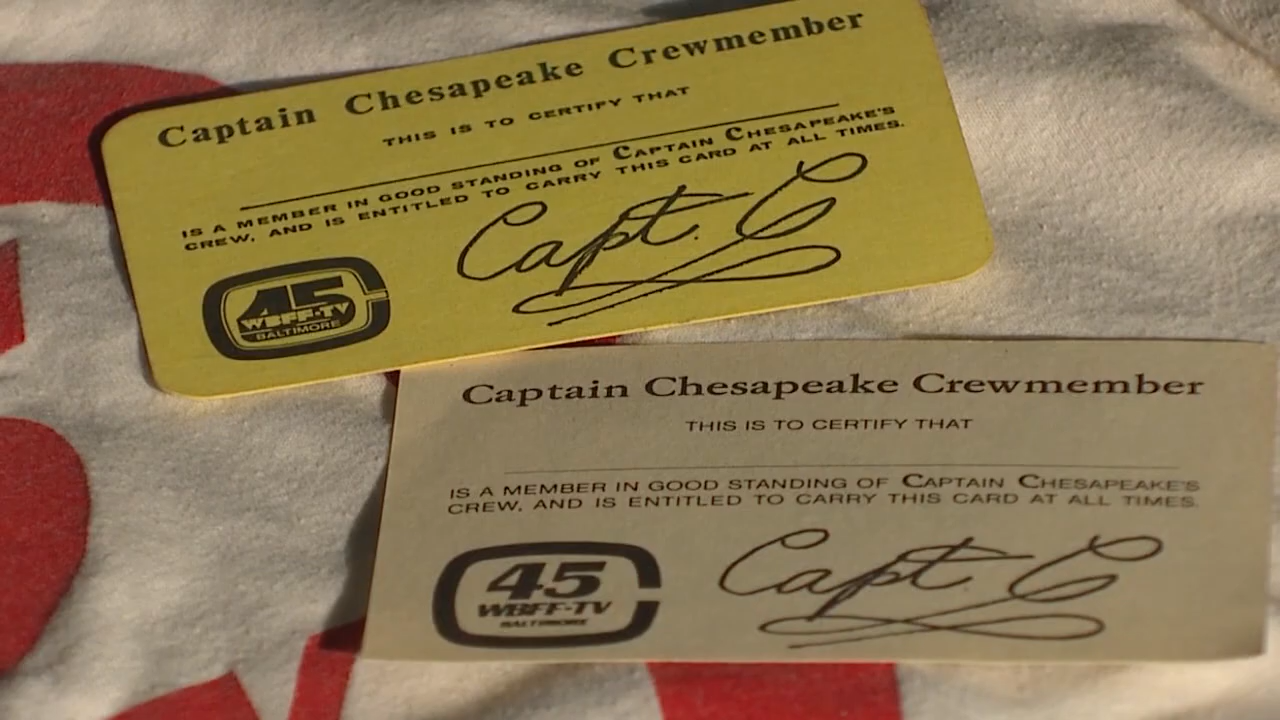 Captain Chesapeake Crewmember
THIS IS TO CERTIFY THAT
IS A MEMBER IN GOOD STANDING OF CAPTAIN CHESAPEAKE'S
CREW, AND IS ENTITLED TO CARRY THIS CARD AT ALL TIMES.
Capt. C
45
WBFF-TV
BALTIMORE
Captain Chesapeake Crewmember
THIS IS TO CERTIFY THAT
IS A MEMBER IN GOOD STANDING OF CAPTAIN CHESAPEAKE'S
CREW, AND IS ENTITLED TO CARRY THIS CARD AT ALL TIMES.
Capt. C
45
WBFF-TV
BALTIMORE